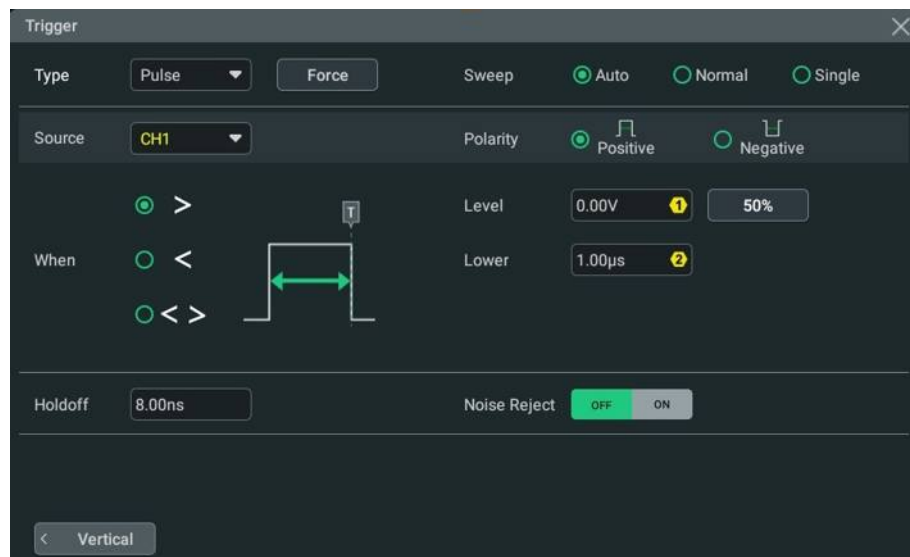 Trigger
Type Pulse Force Sweep Auto Normal Single
Source CH1 Polarity Positive Negative
> T Level 0.00V 1 50%
When < Lower 1.00µs 2
< >
Holdoff 8.00ns Noise Reject OFF ON
< Vertical